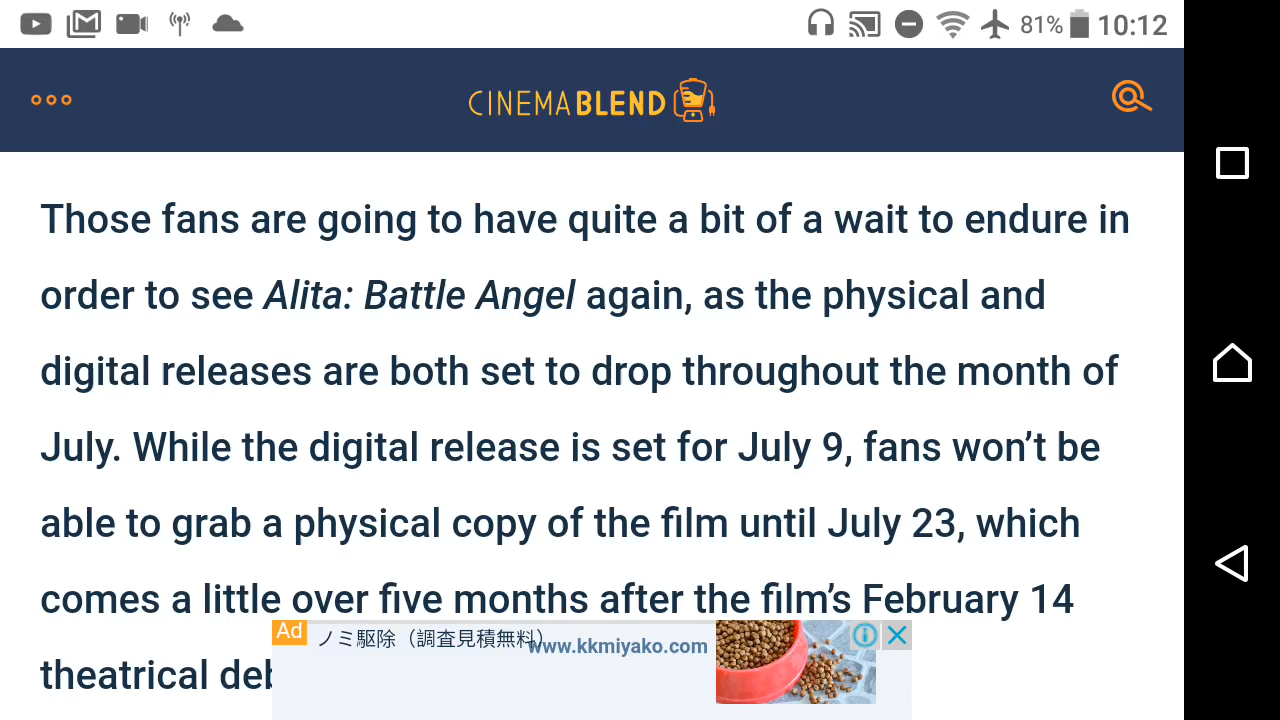 81% 10:12
CINEMABLEND
Those fans are going to have quite a bit of a wait to endure in
order to see Alita: Battle Angel again, as the physical and
digital releases are both set to drop throughout the month of
July. While the digital release is set for July 9, fans won’t be
able to grab a physical copy of the film until July 23, which
comes a little over five months after the film’s February 14
theatrical
Ad ノミ駆除（調査見積無料）
www.kkmiyako.com